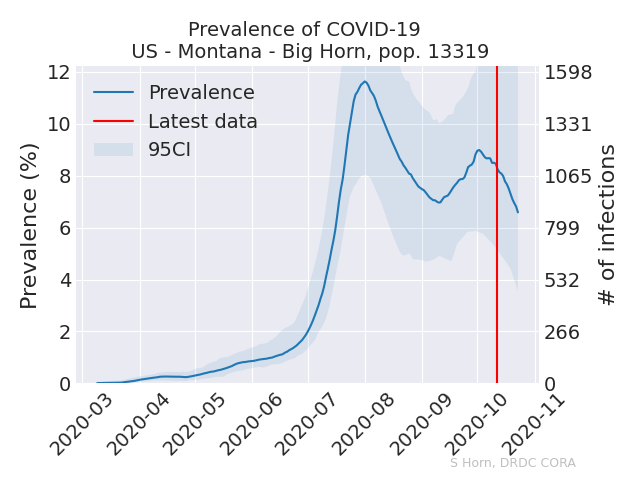 Prevalence of COVID-19
US - Montana - Big Horn, pop. 13319
Prevalence
Latest data
95CI
Prevalence (%)
12
10
8
6
4
2
0
1598
1331
1065
799
532
266
0
# of infections
2020-03
2020-04
2020-05
2020-06
2020-07
2020-08
2020-09
2020-10
2020-11
S Horn, DRDC CORA